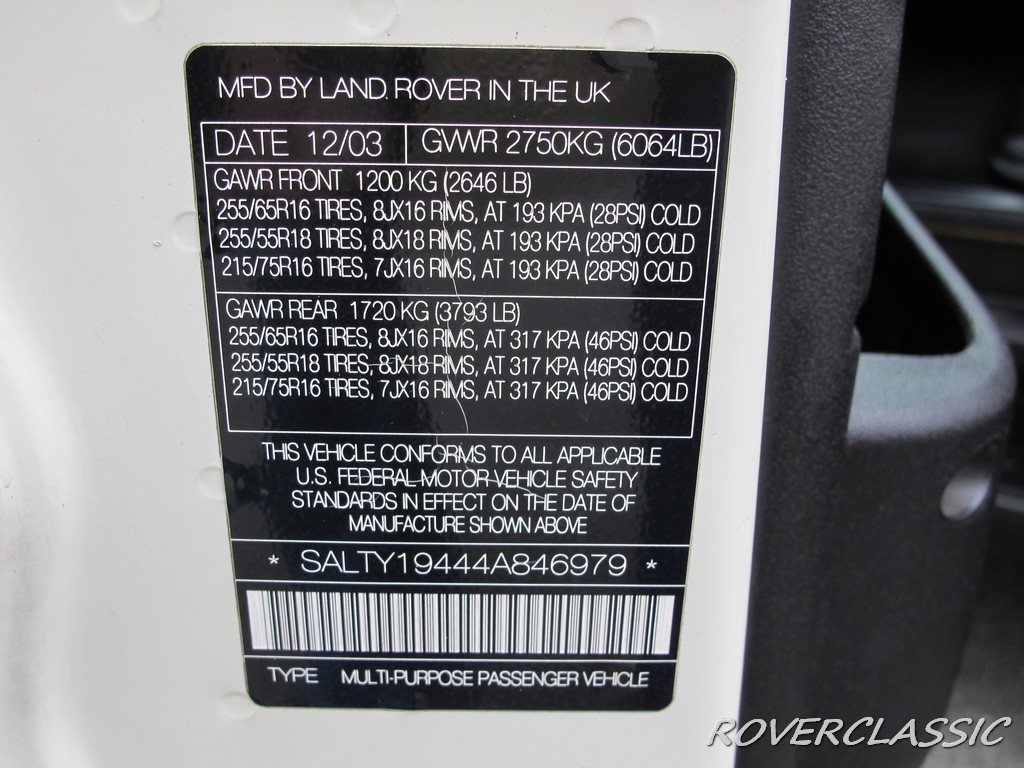 MFD BY LAND ROVER IN THE UK
DATE 12/03 GVWR 2750KG (6064LB)
GAWR FRONT 1200 KG (2646 LB)
255/65R16 TIRES, 8JX16 RIMS, AT 193 KPA (28PSI) COLD
255/55R18 TIRES, 8JX18 RIMS, AT 193 KPA (28PSI) COLD
215/75R16 TIRES, 7JX16 RIMS, AT 193 KPA (28PSI) COLD
GAWR REAR 1720 KG (3793 LB)
255/65R16 TIRES, 8JX16 RIMS, AT 317 KPA (46PSI) COLD
255/55R18 TIRES, 8JX18 RIMS, AT 317 KPA (46PSI) COLD
215/75R16 TIRES, 7JX16 RIMS, AT 317 KPA (46PSI) COLD
THIS VEHICLE CONFORMS TO ALL APPLICABLE
U.S. FEDERAL MOTOR VEHICLE SAFETY
STANDARDS IN EFFECT ON THE DATE OF
MANUFACTURE SHOWN ABOVE
* SALTY19444A846979 *
TYPE MULTI-PURPOSE PASSENGER VEHICLE
ROVERCLASSIC